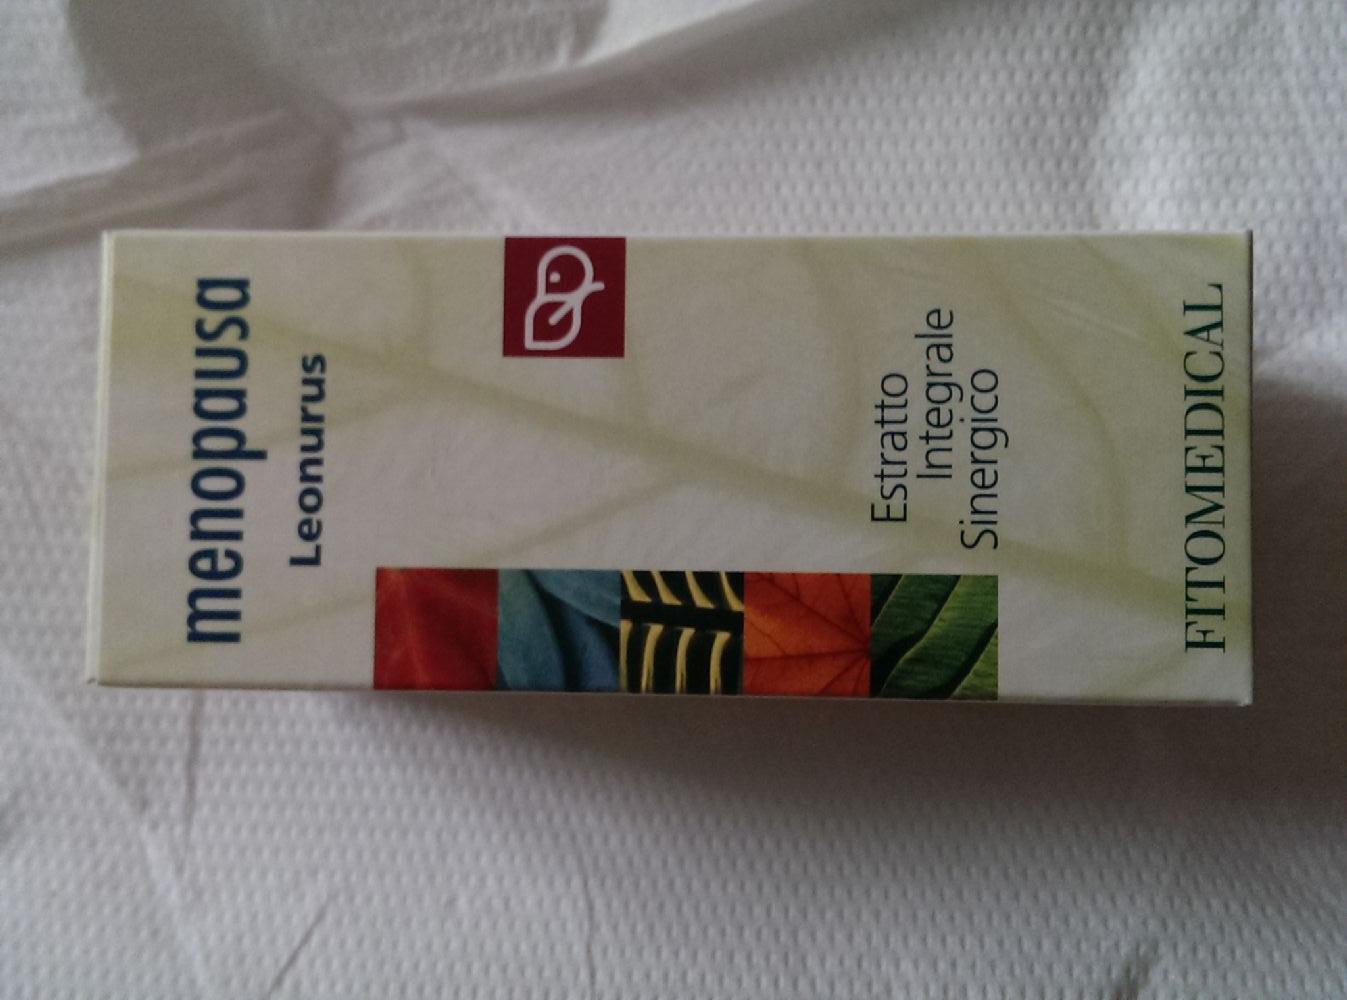 menopausa
Leonurus
Estratto
Integrale
Sinergico
FITOMEDICAL